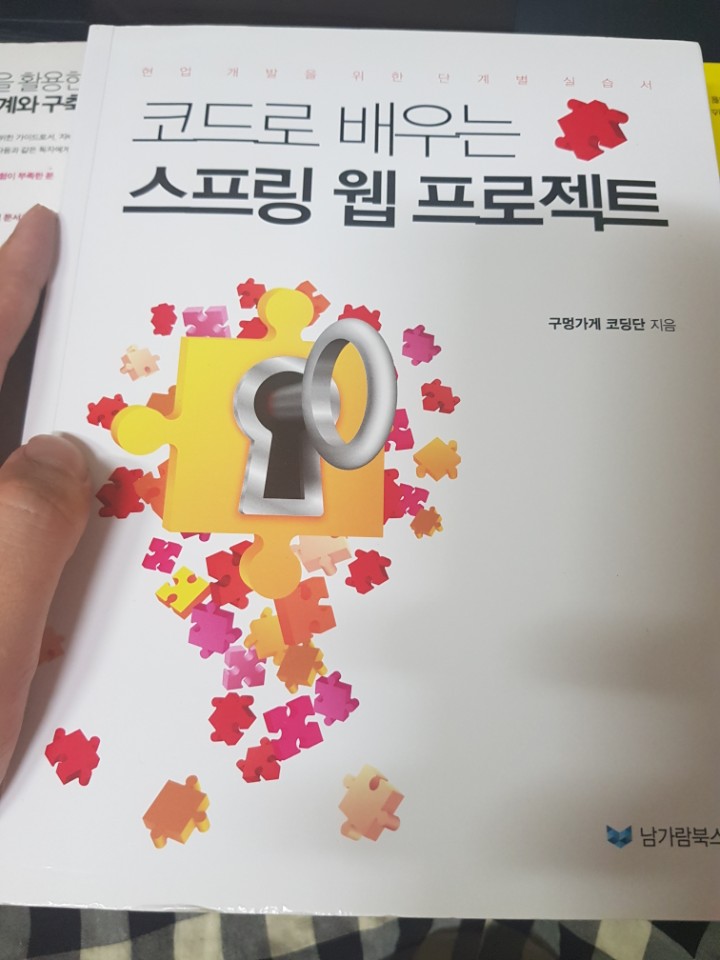 현업 개발을 위한 단계별 실습서
코드로 배우는
스프링 웹 프로젝트
구멍가게 코딩단 지음
남가람북스
을 활용한
계와 구축